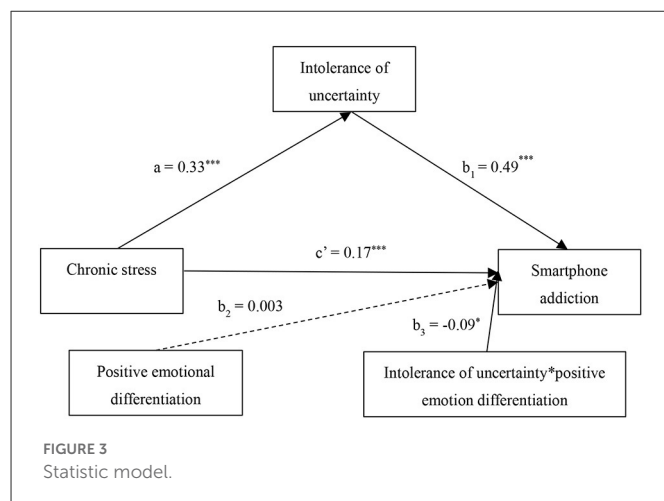 Intolerance of
uncertainty
a = 0.33***
b1 = 0.49***
Chronic stress
c’ = 0.17***
Smartphone
addiction
b2 = 0.003
b3 = -0.09*
Positive emotional
differentiation
Intolerance of uncertainty*positive
emotion differentiation
FIGURE 3
Statistic model.